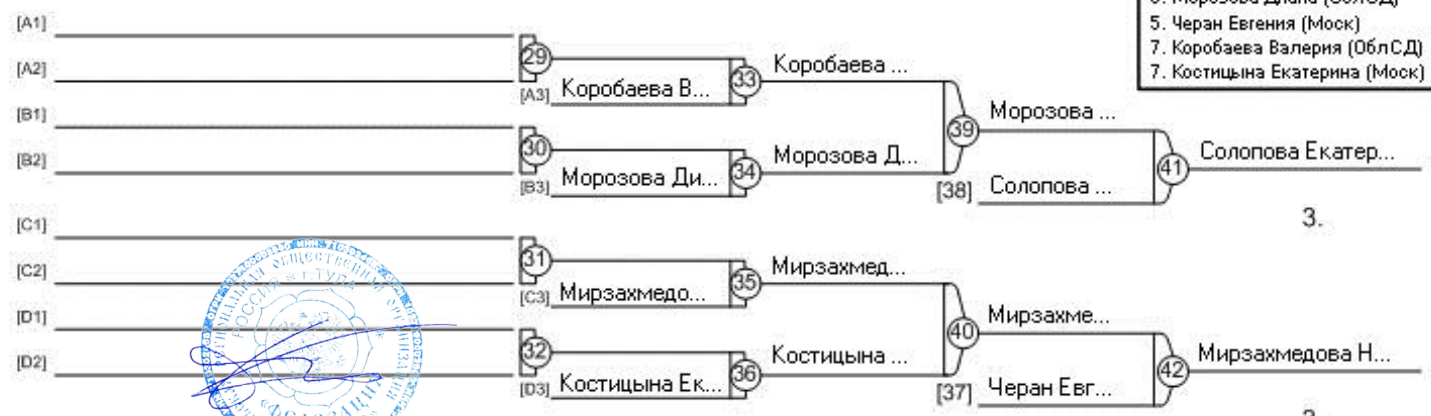 5. Черан Евгения (Моск)
7. Коробаева Валерия (ОблСД)
7. Костицына Екатерина (Моск)
[A1]
[A2]
29
[A3] Коробаева В...
33
Коробаева ...
[B1]
[B2]
30
[B3] Морозова Ди...
34
Морозова Д...
39
Морозова ...
[38] Солопова ...
41
Солопова Екатер...
3.
[C1]
[C2]
31
[C3] Мирзахмедо...
35
Мирзахмед...
[D1]
[D2]
32
[D3] Костицына Ек...
36
Костицына ...
40
Мирзахме...
[37] Черан Евг...
42
Мирзахмедова Н...
РОССИЯ г.ТУЛА